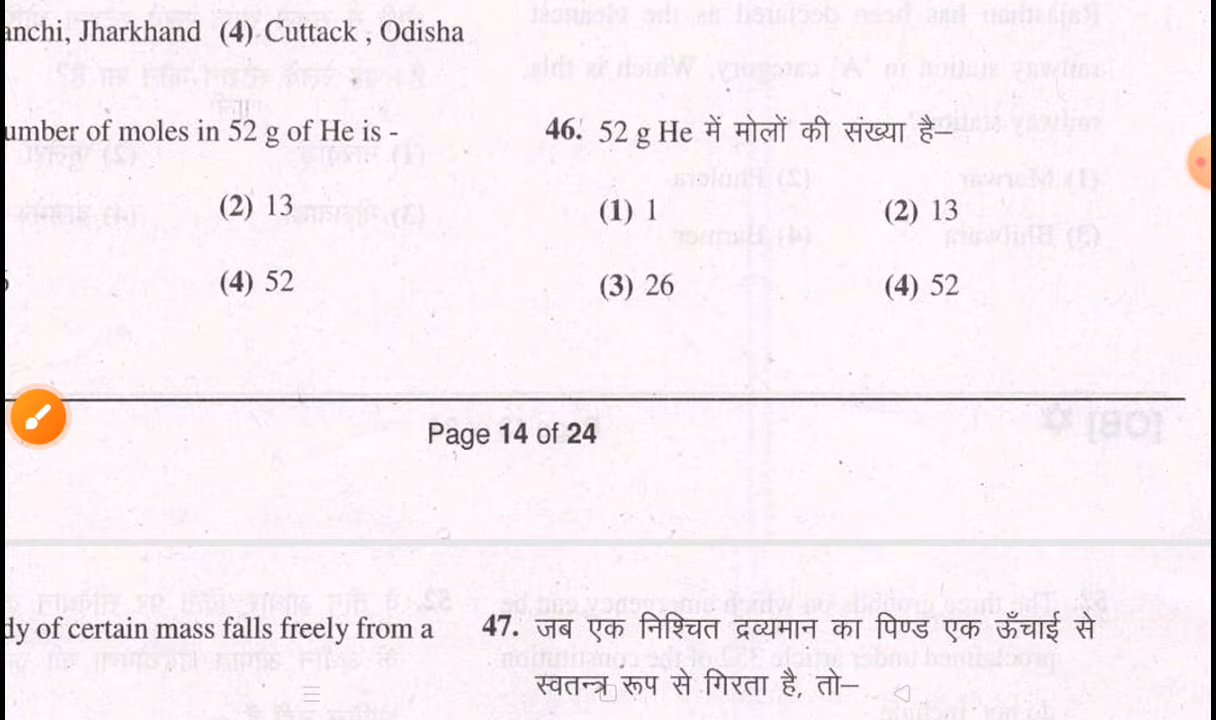 anchi, Jharkhand (4) Cuttack , Odisha
umber of moles in 52 g of He is -
(2) 13
(4) 52
46. 52 g He में मोलों की संख्या है–
(1) 1 (2) 13
(3) 26 (4) 52
Page 14 of 24
dy of certain mass falls freely from a
47. जब एक निश्चित द्रव्यमान का पिण्ड एक ऊँचाई से
स्वतन्त्र रूप से गिरता है, तो–